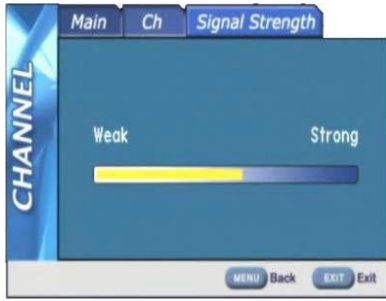 Main Ch Signal Strength
CHANNEL
Weak Strong
MENU Back EXIT Exit